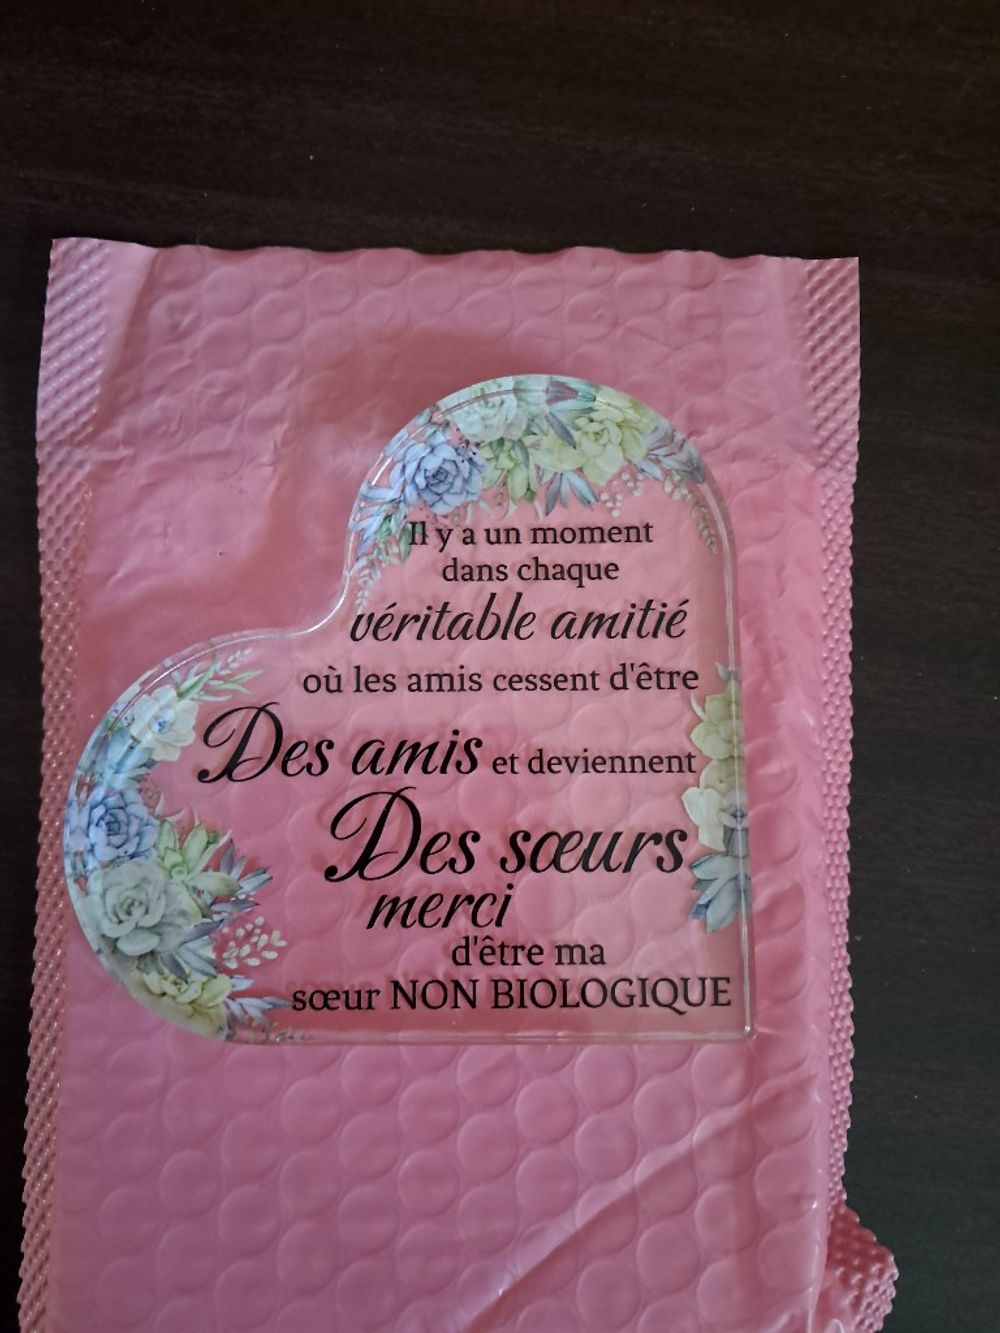 Il y a un moment
dans chaque
véritable amitié
où les amis cessent d'être
Des amis et deviennent
Des sœurs
merci
d'être ma
sœur NON BIOLOGIQUE